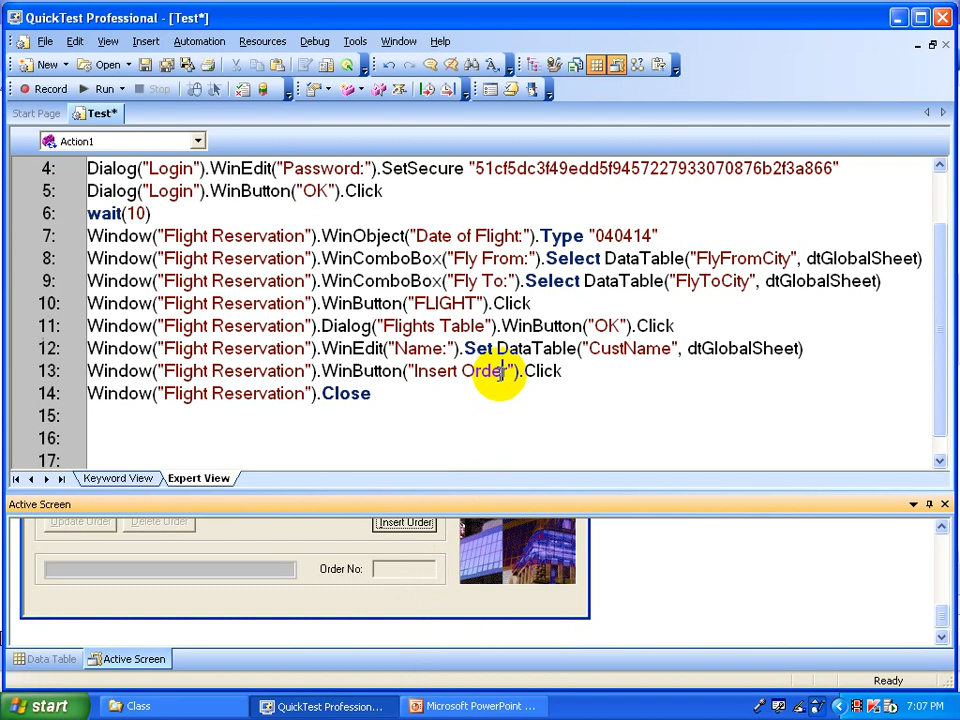 QuickTest Professional - [Test*]
File Edit View Insert Automation Resources Debug Tools Window Help
New Open
Record Run Stop
Start Page Test*
Action1
4: Dialog("Login").WinEdit("Password:").SetSecure "51cf5dc3f49edd5f9457227933070876b2f3a866"
5: Dialog("Login").WinButton("OK").Click
6: wait(10)
7: Window("Flight Reservation").WinObject("Date of Flight:").Type "040414"
8: Window("Flight Reservation").WinComboBox("Fly From:").Select DataTable("FlyFromCity", dtGlobalSheet)
9: Window("Flight Reservation").WinComboBox("Fly To:").Select DataTable("FlyToCity", dtGlobalSheet)
10: Window("Flight Reservation").WinButton("FLIGHT").Click
11: Window("Flight Reservation").Dialog("Flights Table").WinButton("OK").Click
12: Window("Flight Reservation").WinEdit("Name:").Set DataTable("CustName", dtGlobalSheet)
13: Window("Flight Reservation").WinButton("Insert Order").Click
14: Window("Flight Reservation").Close
15:
16:
17:
Keyword View Expert View
Active Screen
Update Order Delete Order Insert Order
Order No:
Data Table Active Screen
Ready
start Class QuickTest Profession... Microsoft PowerPoint ... 7:07 PM